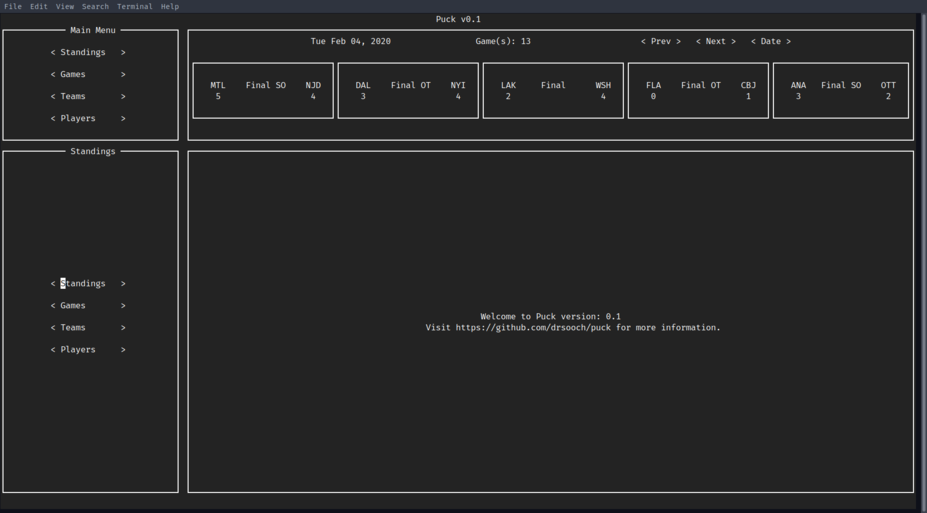 File Edit View Search Terminal Help
Puck v0.1
Main Menu
< Standings >
< Games >
< Teams >
< Players >
Tue Feb 04, 2020 Game(s): 13 < Prev > < Next > < Date >
MTL Final SO NJD
5 4
DAL Final OT NYI
3 4
LAK Final WSH
2 4
FLA Final OT CBJ
0 1
ANA Final SO OTT
3 2
Standings
< Standings >
< Games >
< Teams >
< Players >
Welcome to Puck version: 0.1
Visit https://github.com/drsooch/puck for more information.